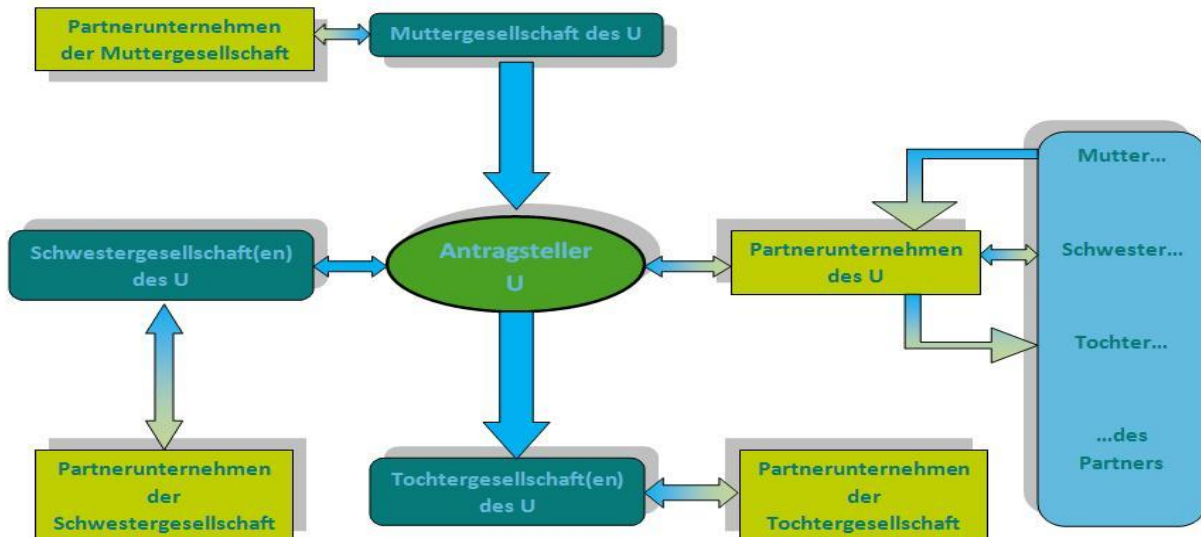 Partnerunternehmen
der Muttergesellschaft
Muttergesellschaft des U
Mutter...
Schwestergesellschaft(en)
des U
Antragsteller
U
Partnerunternehmen
des U
Schwester...
Tochter...
...des
Partners
Partnerunternehmen
der
Schwestergesellschaft
Tochtergesellschaft(en)
des U
Partnerunternehmen
der
Tochtergesellschaft